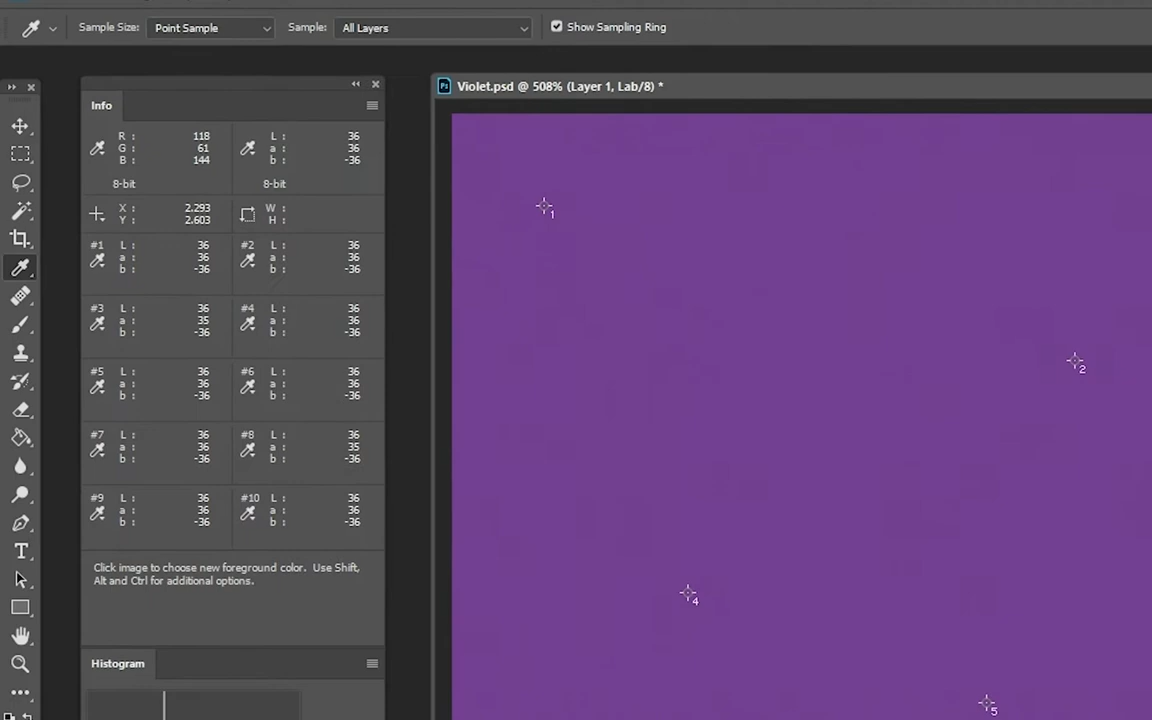 Sample Size: Point Sample Sample: All Layers Show Sampling Ring
Violet.psd @ 508% (Layer 1, Lab/8) *
Info
R : 118 L : 36
G : 61 a : 36
B : 144 b : -36
8-bit 8-bit
X : 2.293 W :
Y : 2.603 H :
#1 L : 36 #2 L : 36
a : 36 a : 36
b : -36 b : -36
#3 L : 36 #4 L : 36
a : 35 a : 36
b : -36 b : -36
#5 L : 36 #6 L : 36
a : 36 a : 36
b : -36 b : -36
#7 L : 36 #8 L : 36
a : 36 a : 35
b : -36 b : -36
#9 L : 36 #10 L : 36
a : 36 a : 36
b : -36 b : -36
Click image to choose new foreground color. Use Shift,
Alt and Ctrl for additional options.
Histogram
1
2
4
5
Ps
T